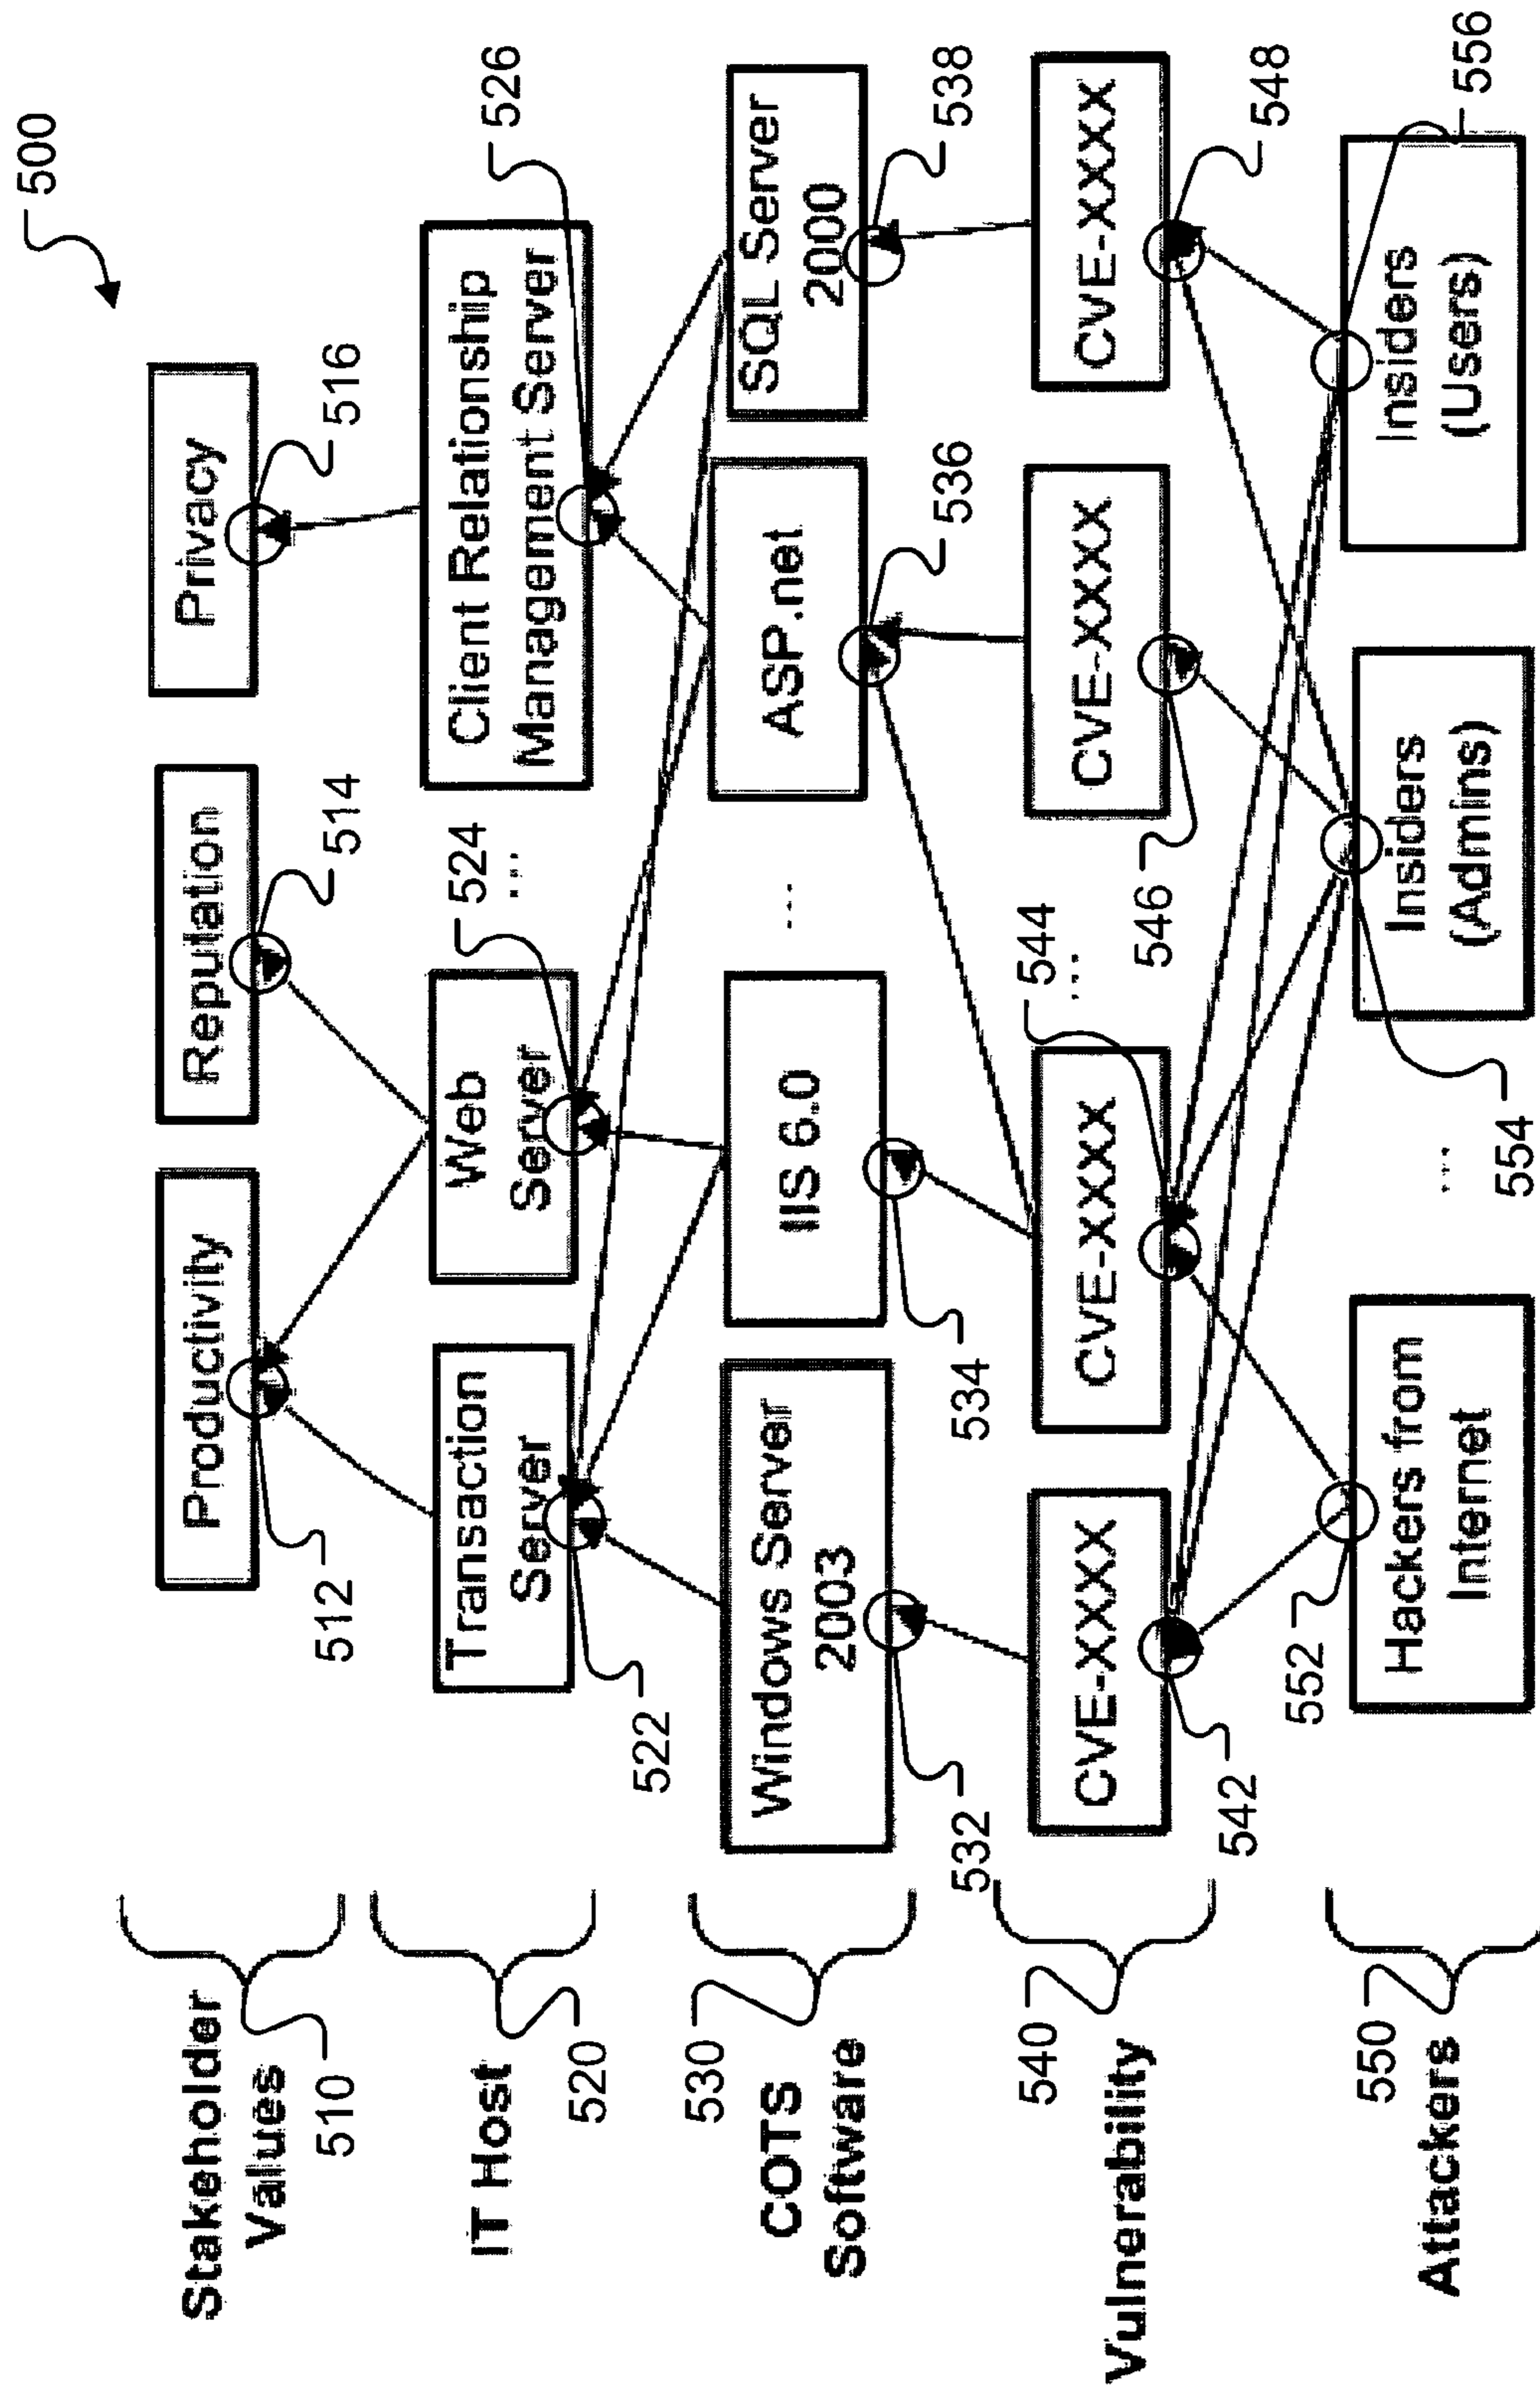 500
Stakeholder
Values
510
Productivity
512
Reputation
514
Privacy
516
IT Host
520
Transaction
Server
522
Web
Server
524
...
Client Relationship
Management Server
526
COTS
Software
530
Windows Server
2003
532
IIS 6.0
534
...
ASP.net
536
SQL Server
2000
538
Vulnerability
540
CVE-XXXX
542
CVE-XXXX
544
...
CVE-XXXX
546
CVE-XXXX
548
Attackers
550
Hackers from
Internet
552
...
Insiders
(Admins)
554
Insiders
(Users)
556